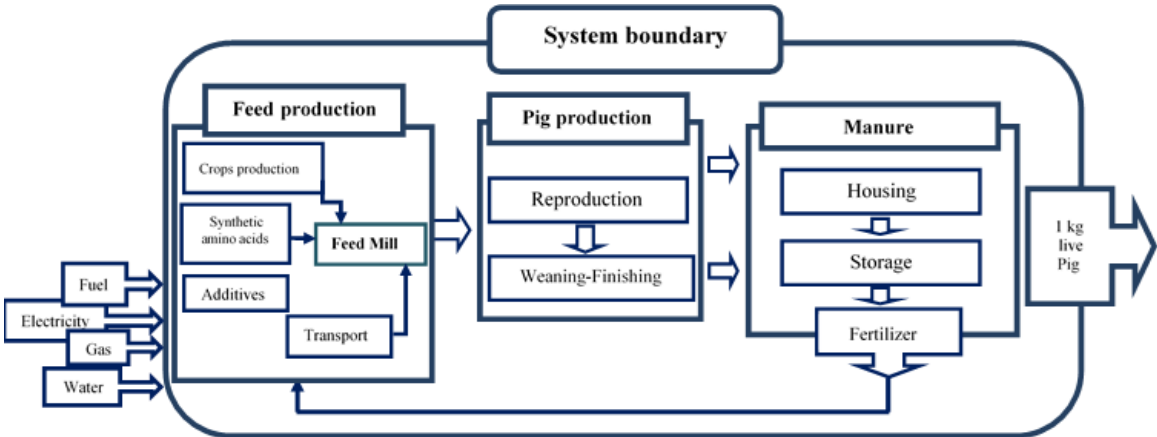 System boundary
Feed production
Crops production
Synthetic
amino acids
Feed Mill
Additives
Transport
Fuel
Electricity
Gas
Water
Pig production
Reproduction
Weaning-Finishing
Manure
Housing
Storage
Fertilizer
1 kg
live
Pig